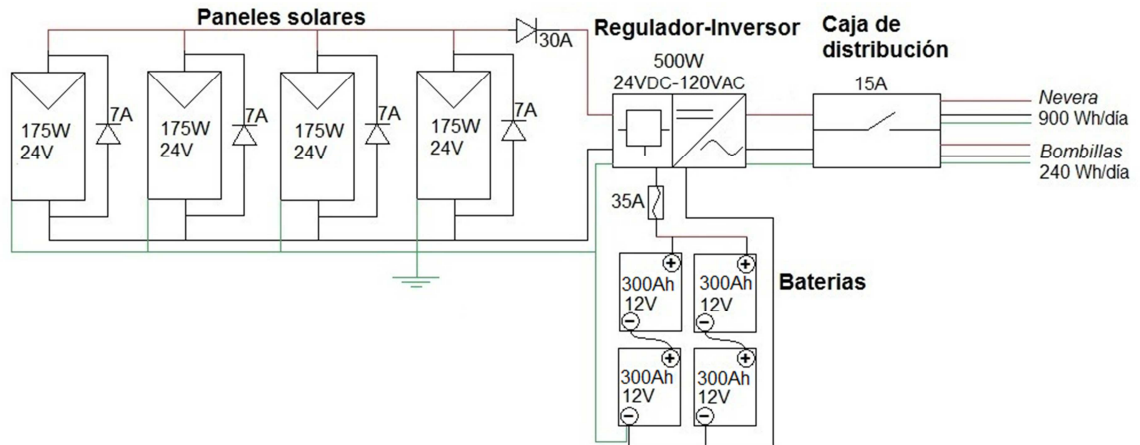 Paneles solares
30A
Regulador-Inversor
500W
24VDC-120VAC
Caja de
distribución
15A
175W
24V
7A
175W
24V
7A
175W
24V
7A
175W
24V
7A
Nevera
900 Wh/día
Bombillas
240 Wh/día
35A
+
300Ah
12V
−
+
300Ah
12V
−
Baterias
+
300Ah
12V
−
+
300Ah
12V
−